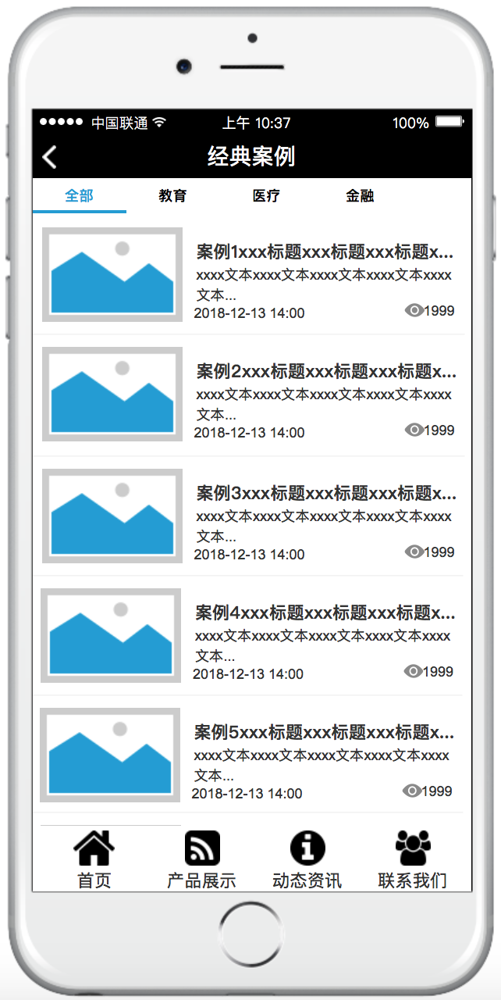 中国联通 上午 10:37 100%
经典案例
全部 教育 医疗 金融
案例1xxx标题xxx标题xxx标题x...
xxxx文本xxxx文本xxxx文本xxxx文本xxxx
文本...
2018-12-13 14:00 1999
案例2xxx标题xxx标题xxx标题x...
xxxx文本xxxx文本xxxx文本xxxx文本xxxx
文本...
2018-12-13 14:00 1999
案例3xxx标题xxx标题xxx标题x...
xxxx文本xxxx文本xxxx文本xxxx文本xxxx
文本...
2018-12-13 14:00 1999
案例4xxx标题xxx标题xxx标题x...
xxxx文本xxxx文本xxxx文本xxxx文本xxxx
文本...
2018-12-13 14:00 1999
案例5xxx标题xxx标题xxx标题x...
xxxx文本xxxx文本xxxx文本xxxx文本xxxx
文本...
2018-12-13 14:00 1999
首页 产品展示 动态资讯 联系我们